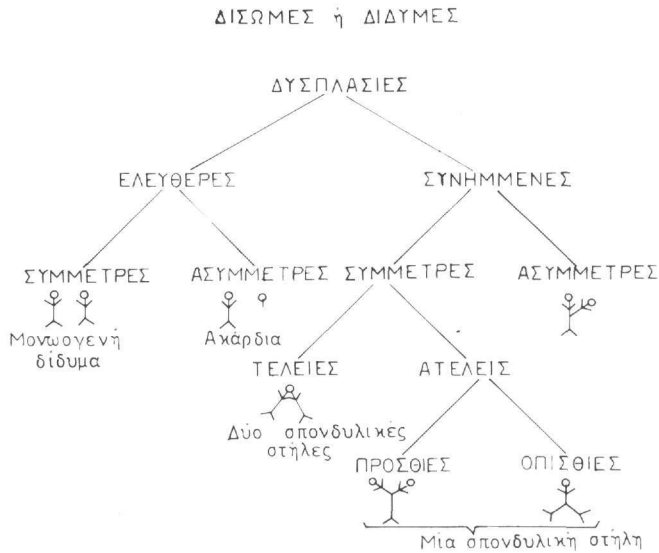 ΔΙΣΩΜΕΣ ή ΔΙΔΥΜΕΣ
ΔΥΣΠΛΑΣΙΕΣ
ΕΛΕΥΘΕΡΕΣ ΣΥΝΗΜΜΕΝΕΣ
ΣΥΜΜΕΤΡΕΣ ΑΣΥΜΜΕΤΡΕΣ ΣΥΜΜΕΤΡΕΣ ΑΣΥΜΜΕΤΡΕΣ
Μονωογενή
δίδυμα
Ακάρδια
ΤΕΛΕΙΕΣ ΑΤΕΛΕΙΣ
Δύο σπονδυλικές
στήλες
ΠΡΟΣΘΙΕΣ ΟΠΙΣΘΙΕΣ
Μία σπονδυλική στήλη